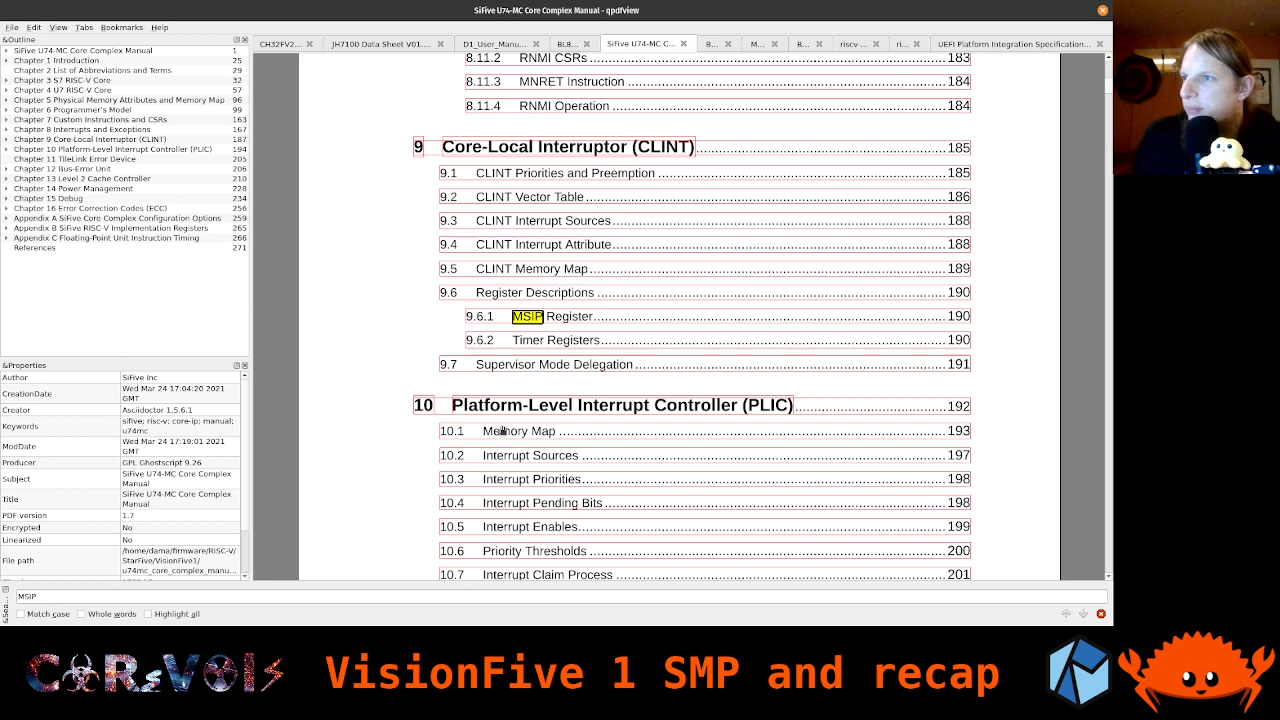 SiFive U74-MC Core Complex Manual - qpdfview
File Edit View Tabs Bookmarks Help
&Outline
CH32FV2... JH7100 Data Sheet V01.... D1_User_Manu... BL8... SiFive U74-MC C... B... M... B... riscv-... ri... UEFI Platform Integration Specification...
SiFive U74-MC Core Complex Manual 1
Chapter 1 Introduction 25
Chapter 2 List of Abbreviations and Terms 29
Chapter 3 S7 RISC-V Core 32
Chapter 4 U7 RISC-V Core 57
Chapter 5 Physical Memory Attributes and Memory Map 96
Chapter 6 Programmer's Model 99
Chapter 7 Custom Instructions and CSRs 163
Chapter 8 Interrupts and Exceptions 167
Chapter 9 Core-Local Interruptor (CLINT) 187
Chapter 10 Platform-Level Interrupt Controller (PLIC) 194
Chapter 11 TileLink Error Device 205
Chapter 12 Bus-Error Unit 206
Chapter 13 Level 2 Cache Controller 210
Chapter 14 Power Management 228
Chapter 15 Debug 234
Chapter 16 Error Correction Codes (ECC) 256
Appendix A SiFive Core Complex Configuration Options 259
Appendix B SiFive RISC-V Implementation Registers 265
Appendix C Floating-Point Unit Instruction Timing 266
References 271
&Properties
Author SiFive Inc
CreationDate Wed Mar 24 17:04:20 2021 GMT
Creator Asciidoctor 1.5.6.1
Keywords sifive; risc-v; core-ip; manual; u74mc
ModDate Wed Mar 24 17:19:01 2021 GMT
Producer GPL Ghostscript 9.26
Subject SiFive U74-MC Core Complex Manual
Title SiFive U74-MC Core Complex Manual
PDF version 1.7
Encrypted No
Linearized No
File path /home/dama/firmware/RISC-V/StarFive/VisionFive1/u74mc_core_complex_manu...
8.11.2 RNMI CSRs 183
8.11.3 MNRET Instruction 184
8.11.4 RNMI Operation 184
9 Core-Local Interruptor (CLINT) 185
9.1 CLINT Priorities and Preemption 185
9.2 CLINT Vector Table 186
9.3 CLINT Interrupt Sources 188
9.4 CLINT Interrupt Attribute 188
9.5 CLINT Memory Map 189
9.6 Register Descriptions 190
9.6.1 MSIP Register 190
9.6.2 Timer Registers 190
9.7 Supervisor Mode Delegation 191
10 Platform-Level Interrupt Controller (PLIC) 192
10.1 Memory Map 193
10.2 Interrupt Sources 197
10.3 Interrupt Priorities 198
10.4 Interrupt Pending Bits 198
10.5 Interrupt Enables 199
10.6 Priority Thresholds 200
10.7 Interrupt Claim Process 201
&Sea...
MSIP
Match case Whole words Highlight all
VisionFive 1 SMP and recap